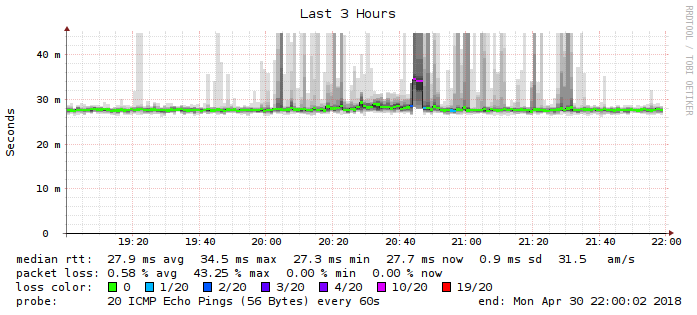 Last 3 Hours
RRDTOOL / TOBI OETIKER
Seconds
40 m
30 m
20 m
10 m
0
19:20 19:40 20:00 20:20 20:40 21:00 21:20 21:40 22:00
median rtt: 27.9 ms avg 34.5 ms max 27.3 ms min 27.7 ms now 0.9 ms sd 31.5 am/s
packet loss: 0.58 % avg 43.25 % max 0.00 % min 0.00 % now
loss color: 0 1/20 2/20 3/20 4/20 10/20 19/20
probe: 20 ICMP Echo Pings (56 Bytes) every 60s end: Mon Apr 30 22:00:02 2018